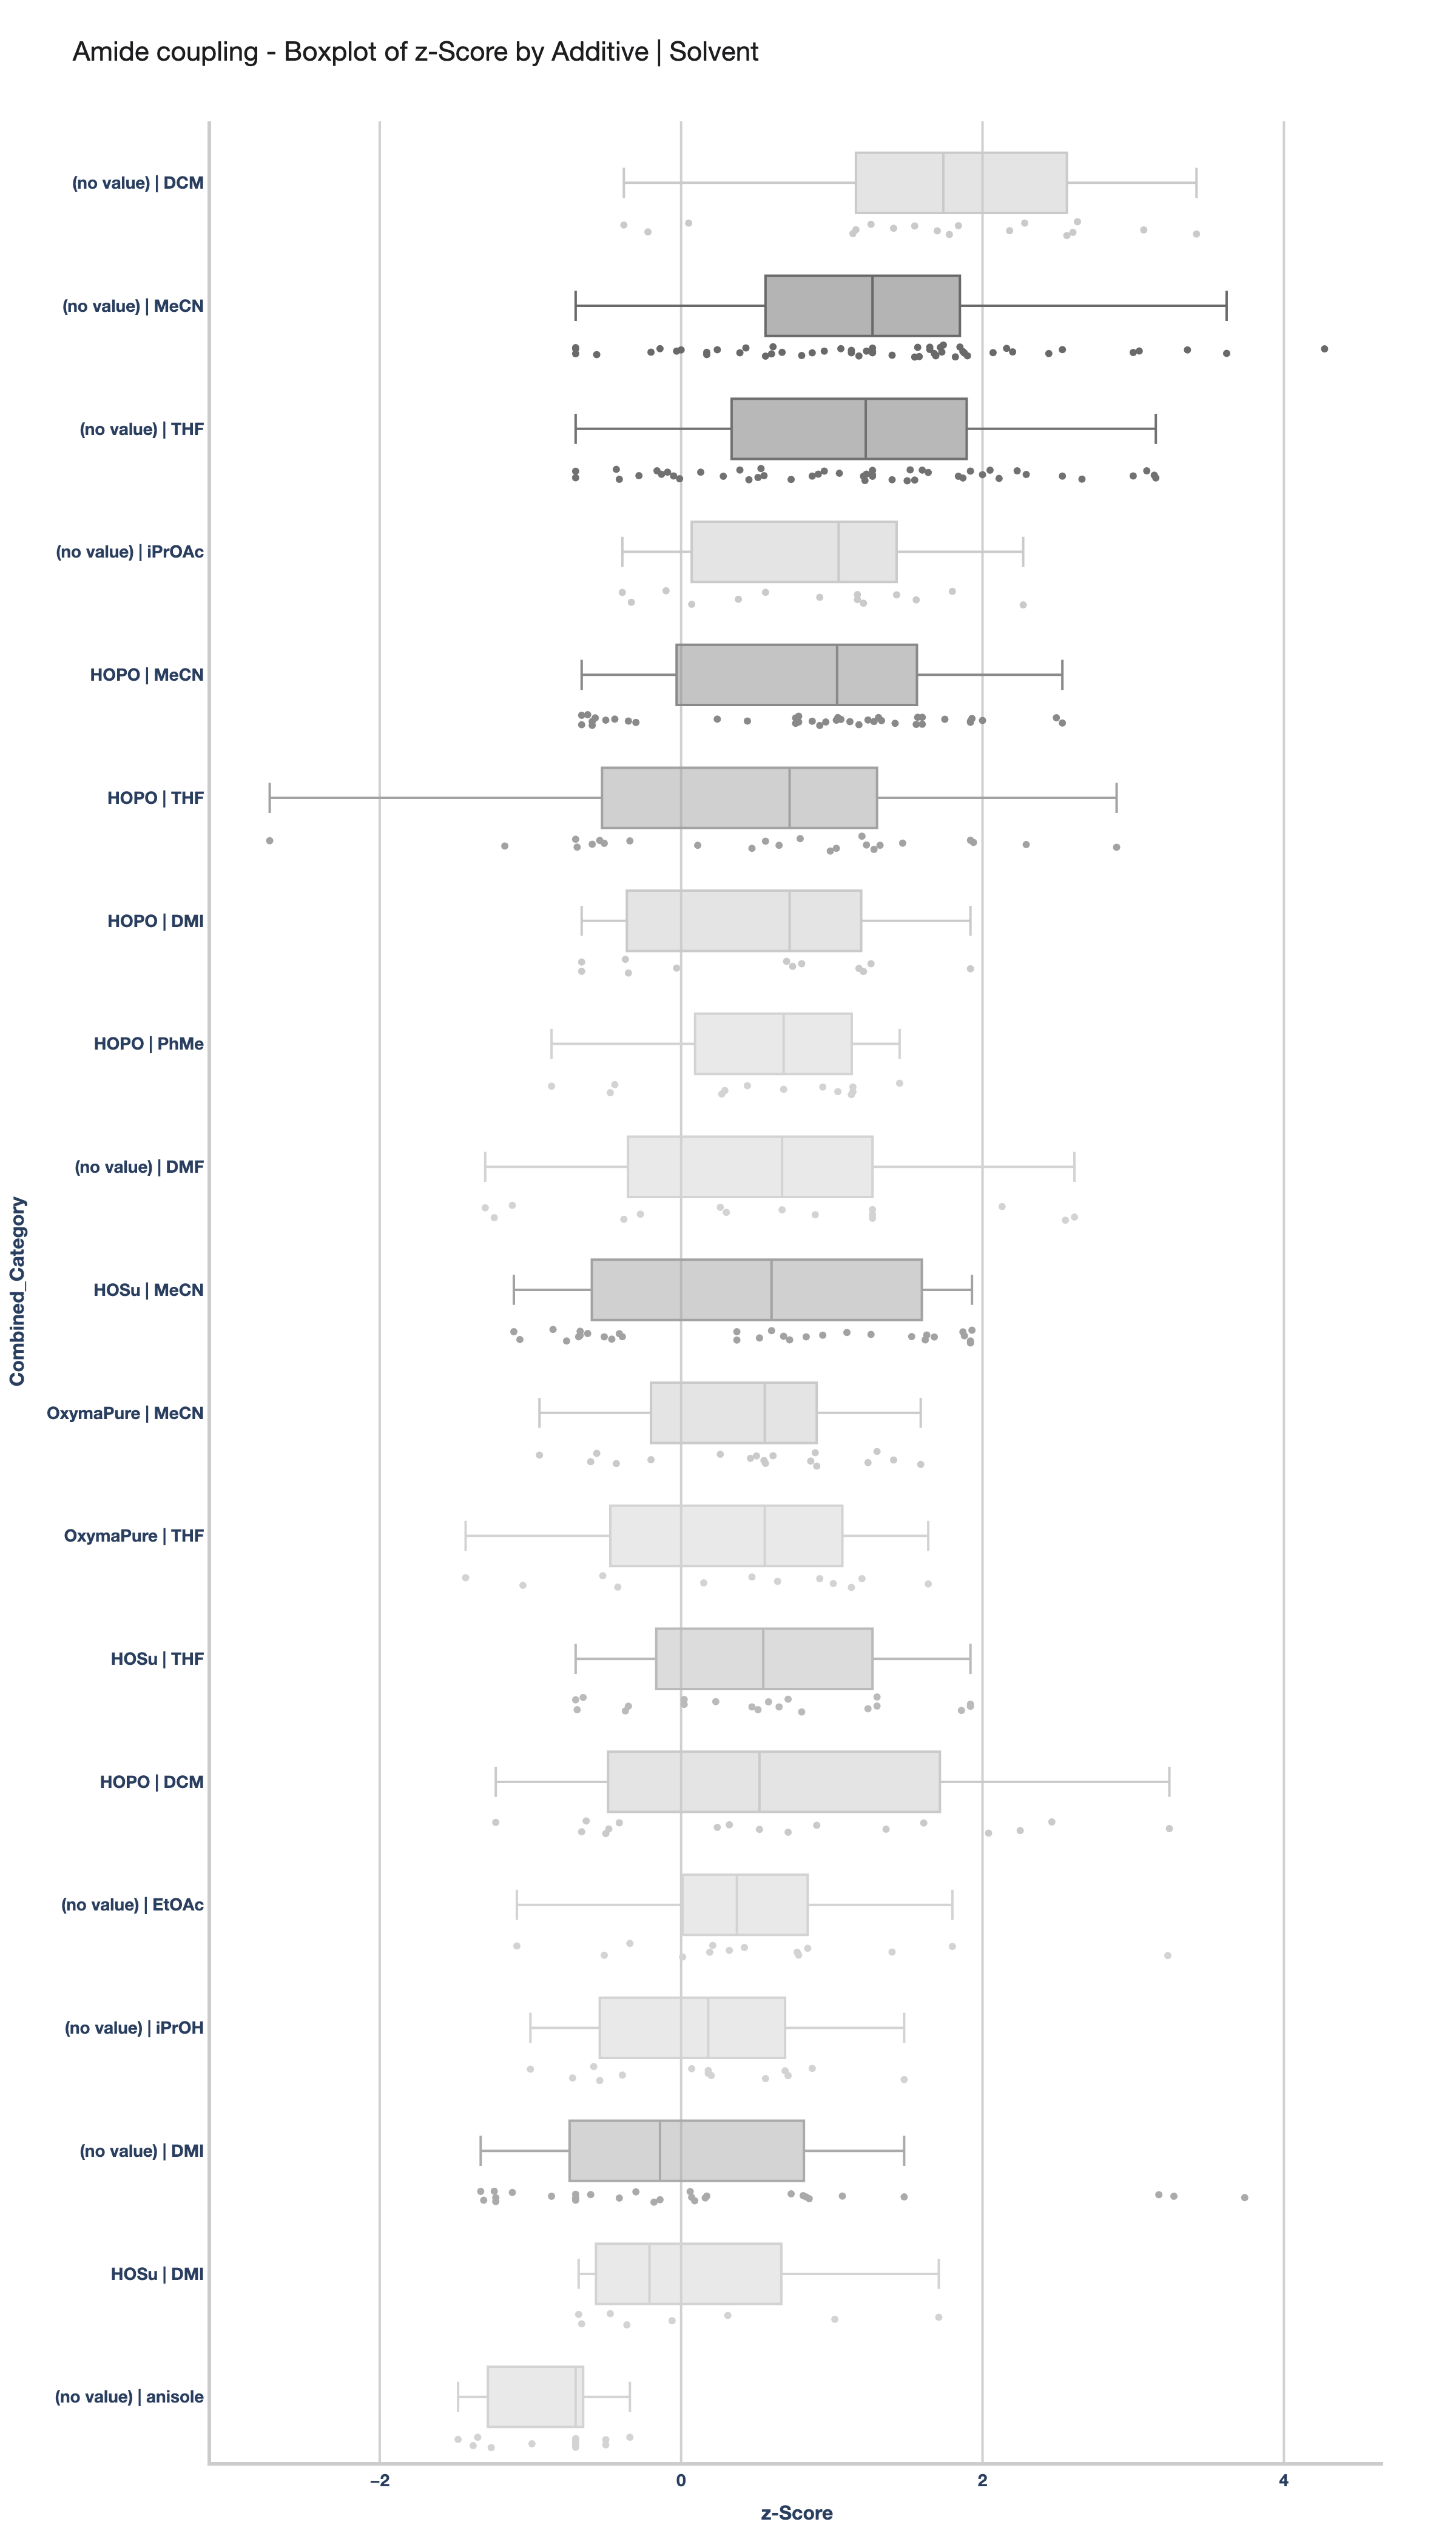 Amide coupling - Boxplot of z-Score by Additive | Solvent
(no value) | DCM
(no value) | MeCN
(no value) | THF
(no value) | iPrOAc
HOPO | MeCN
HOPO | THF
HOPO | DMI
HOPO | PhMe
(no value) | DMF
HOSu | MeCN
OxymaPure | MeCN
OxymaPure | THF
HOSu | THF
HOPO | DCM
(no value) | EtOAc
(no value) | iPrOH
(no value) | DMI
HOSu | DMI
(no value) | anisole
Combined_Category
−2 0 2 4
z-Score